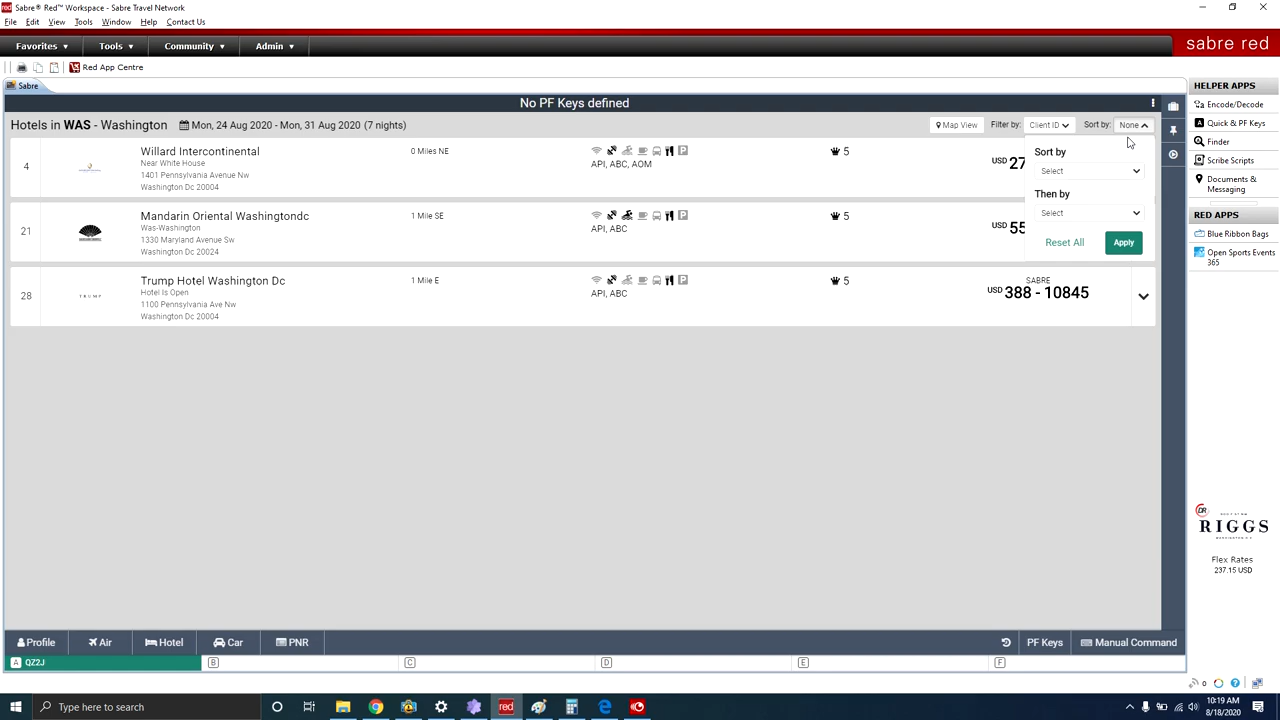 Sabre® Red™ Workspace - Sabre Travel Network
File Edit View Tools Window Help Contact Us
Favorites Tools Community Admin sabre red
Red App Centre
Sabre
HELPER APPS
Encode/Decode
Quick & PF Keys
Finder
Scribe Scripts
Documents &
Messaging
RED APPS
Blue Ribbon Bags
Open Sports Events
365
No PF Keys defined
Hotels in WAS - Washington Mon, 24 Aug 2020 - Mon, 31 Aug 2020 (7 nights) Map View Filter by: Client ID Sort by: None
4 Willard Intercontinental 0 Miles NE 5
Near White House API, ABC, AOM USD 27
1401 Pennsylvania Avenue Nw
Washington Dc 20004
Sort by
Select
Then by
Select
Reset All Apply
21 Mandarin Oriental Washingtondc 1 Mile SE 5
Was-Washington API, ABC USD 55
1330 Maryland Avenue Sw
Washington Dc 20024
28 TRUMP Trump Hotel Washington Dc 1 Mile E 5 SABRE
Hotel Is Open API, ABC USD 388 - 10845
1100 Pennsylvania Ave Nw
Washington Dc 20004
RIGGS
Flex Rates
237.15 USD
Profile Air Hotel Car PNR PF Keys Manual Command
A QZ2J B C D E F
0
Type here to search red 10:19 AM
8/18/2020